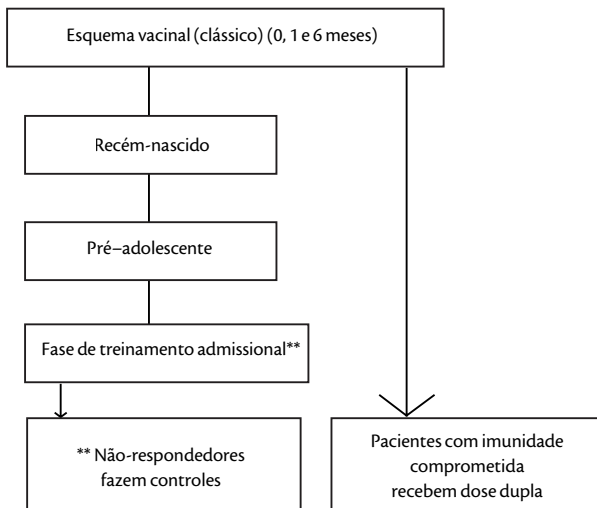 Esquema vacinal (clássico) (0, 1 e 6 meses)
Recém-nascido
Pré–adolescente
Fase de treinamento admissional**
** Não-respondedores
fazem controles
Pacientes com imunidade
comprometida
recebem dose dupla